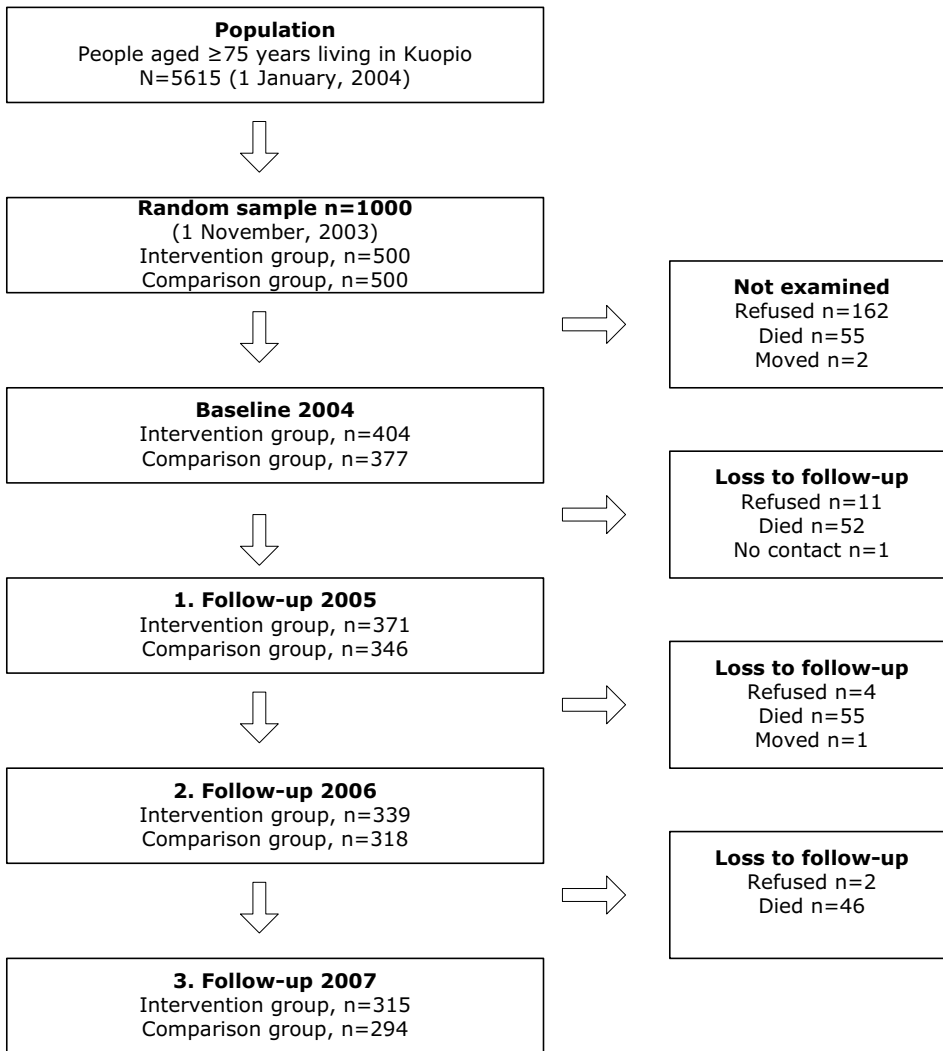 Population
People aged ≥75 years living in Kuopio
N=5615 (1 January, 2004)
Random sample n=1000
(1 November, 2003)
Intervention group, n=500
Comparison group, n=500
Not examined
Refused n=162
Died n=55
Moved n=2
Baseline 2004
Intervention group, n=404
Comparison group, n=377
Loss to follow-up
Refused n=11
Died n=52
No contact n=1
1. Follow-up 2005
Intervention group, n=371
Comparison group, n=346
Loss to follow-up
Refused n=4
Died n=55
Moved n=1
2. Follow-up 2006
Intervention group, n=339
Comparison group, n=318
Loss to follow-up
Refused n=2
Died n=46
3. Follow-up 2007
Intervention group, n=315
Comparison group, n=294